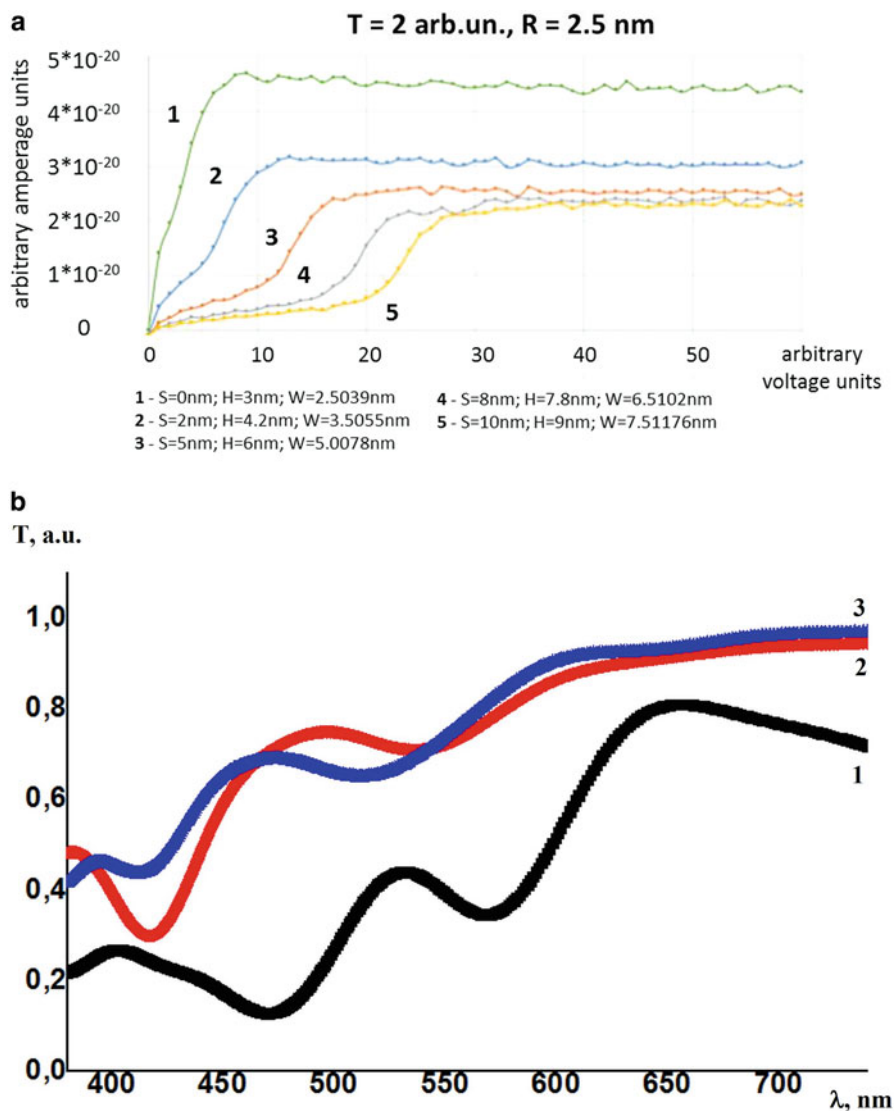 a
T = 2 arb.un., R = 2.5 nm
arbitrary amperage units
5*10-20
4*10-20
3*10-20
2*10-20
1*10-20
0
1
2
3
4
5
0 10 20 30 40 50 arbitrary
voltage units
1 - S=0nm; H=3nm; W=2.5039nm
2 - S=2nm; H=4.2nm; W=3.5055nm
3 - S=5nm; H=6nm; W=5.0078nm
4 - S=8nm; H=7.8nm; W=6.5102nm
5 - S=10nm; H=9nm; W=7.51176nm
b
T, a.u.
1,0
0,8
0,6
0,4
0,2
0,0
3
2
1
400 450 500 550 600 650 700
λ, nm